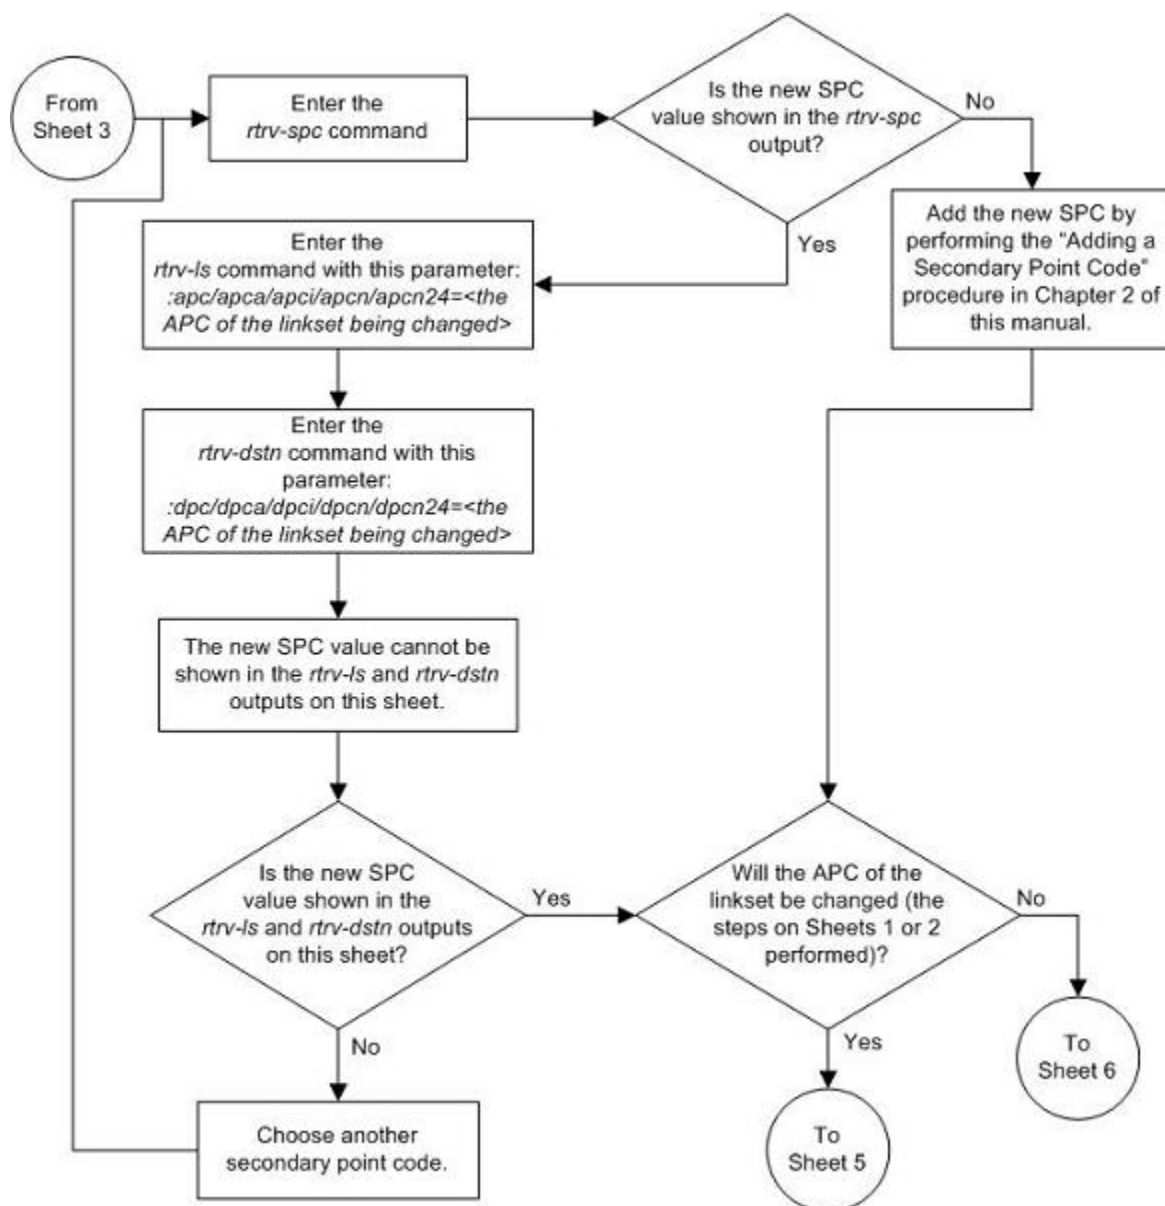 From
Sheet 3
Enter the
rtrv-spc command
Is the new SPC
value shown in the rtrv-spc
output?
No
Yes
Add the new SPC by
performing the "Adding a
Secondary Point Code"
procedure in Chapter 2 of
this manual.
Enter the
rtrv-ls command with this parameter:
:apc/apca/apci/apcn/apcn24=<the
APC of the linkset being changed>
Enter the
rtrv-dstn command with this
parameter:
:dpc/dpca/dpci/dpcn/dpcn24=<the
APC of the linkset being changed>
The new SPC value cannot be
shown in the rtrv-ls and rtrv-dstn
outputs on this sheet.
Is the new SPC
value shown in the
rtrv-ls and rtrv-dstn outputs
on this sheet?
Yes
No
Will the APC of the
linkset be changed (the
steps on Sheets 1 or 2
performed)?
No
Yes
To
Sheet 6
To
Sheet 5
Choose another
secondary point code.